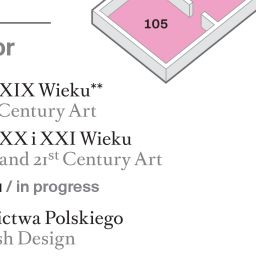 105
or
XIX Wieku**
Century Art
XX i XXI Wieku
and 21st Century Art
/ in progress
ictwa Polskiego
sh Design